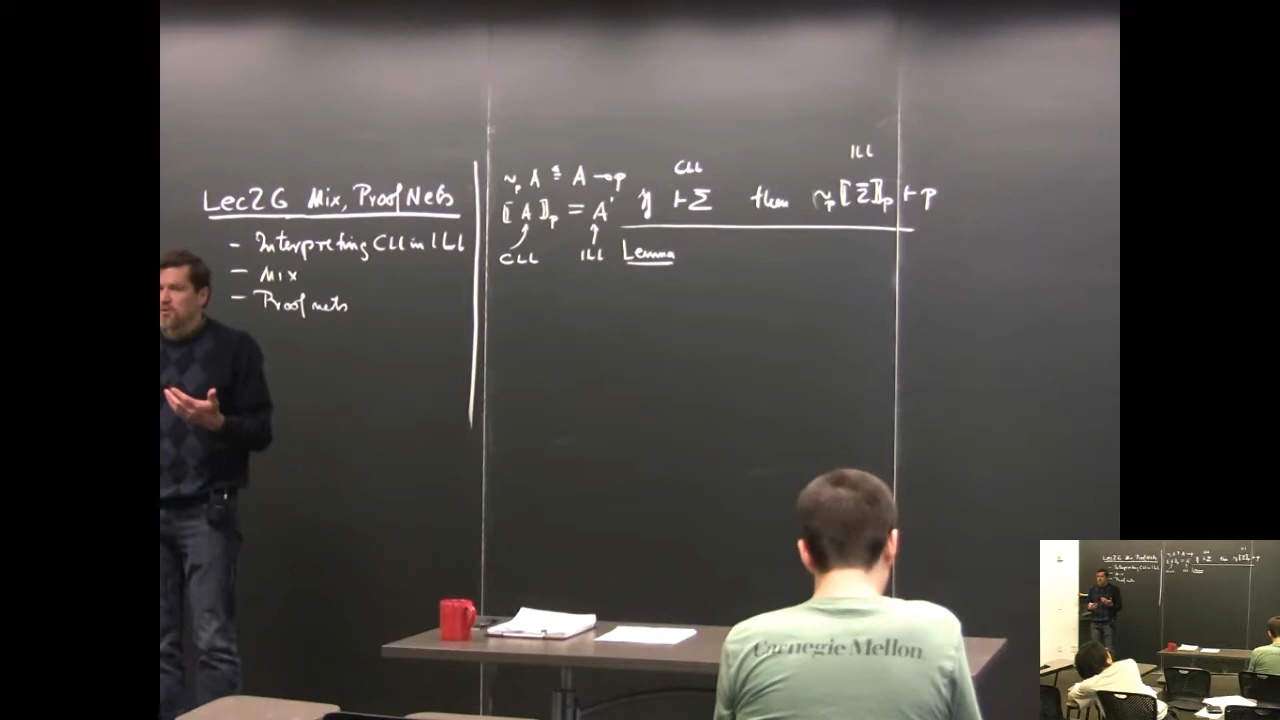 Lec26 Mix, Proof Nets
- Interpreting CLL in ILL
- Mix
- Proof nets
~ₚ A ≜ A ⊸ p
⟦A⟧ₚ = A'
CLL ILL
CLL ILL
if ⊢ Σ then ~ₚ⟦Σ⟧ₚ ⊢ p
Lemma
Carnegie Mellon